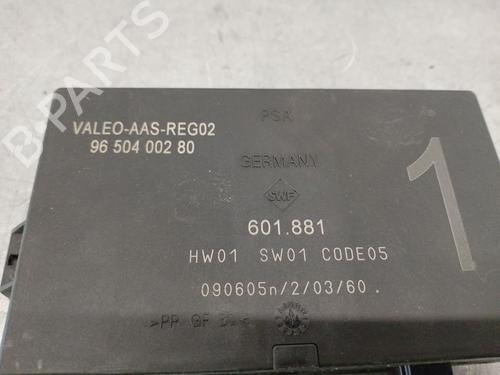 VALEO-AAS-REG02
96 504 002 80
PSA
GERMANY
SWF
601.881
1
HW01 SW01 CODE05
090605n/2/03/60.
B-PARTS